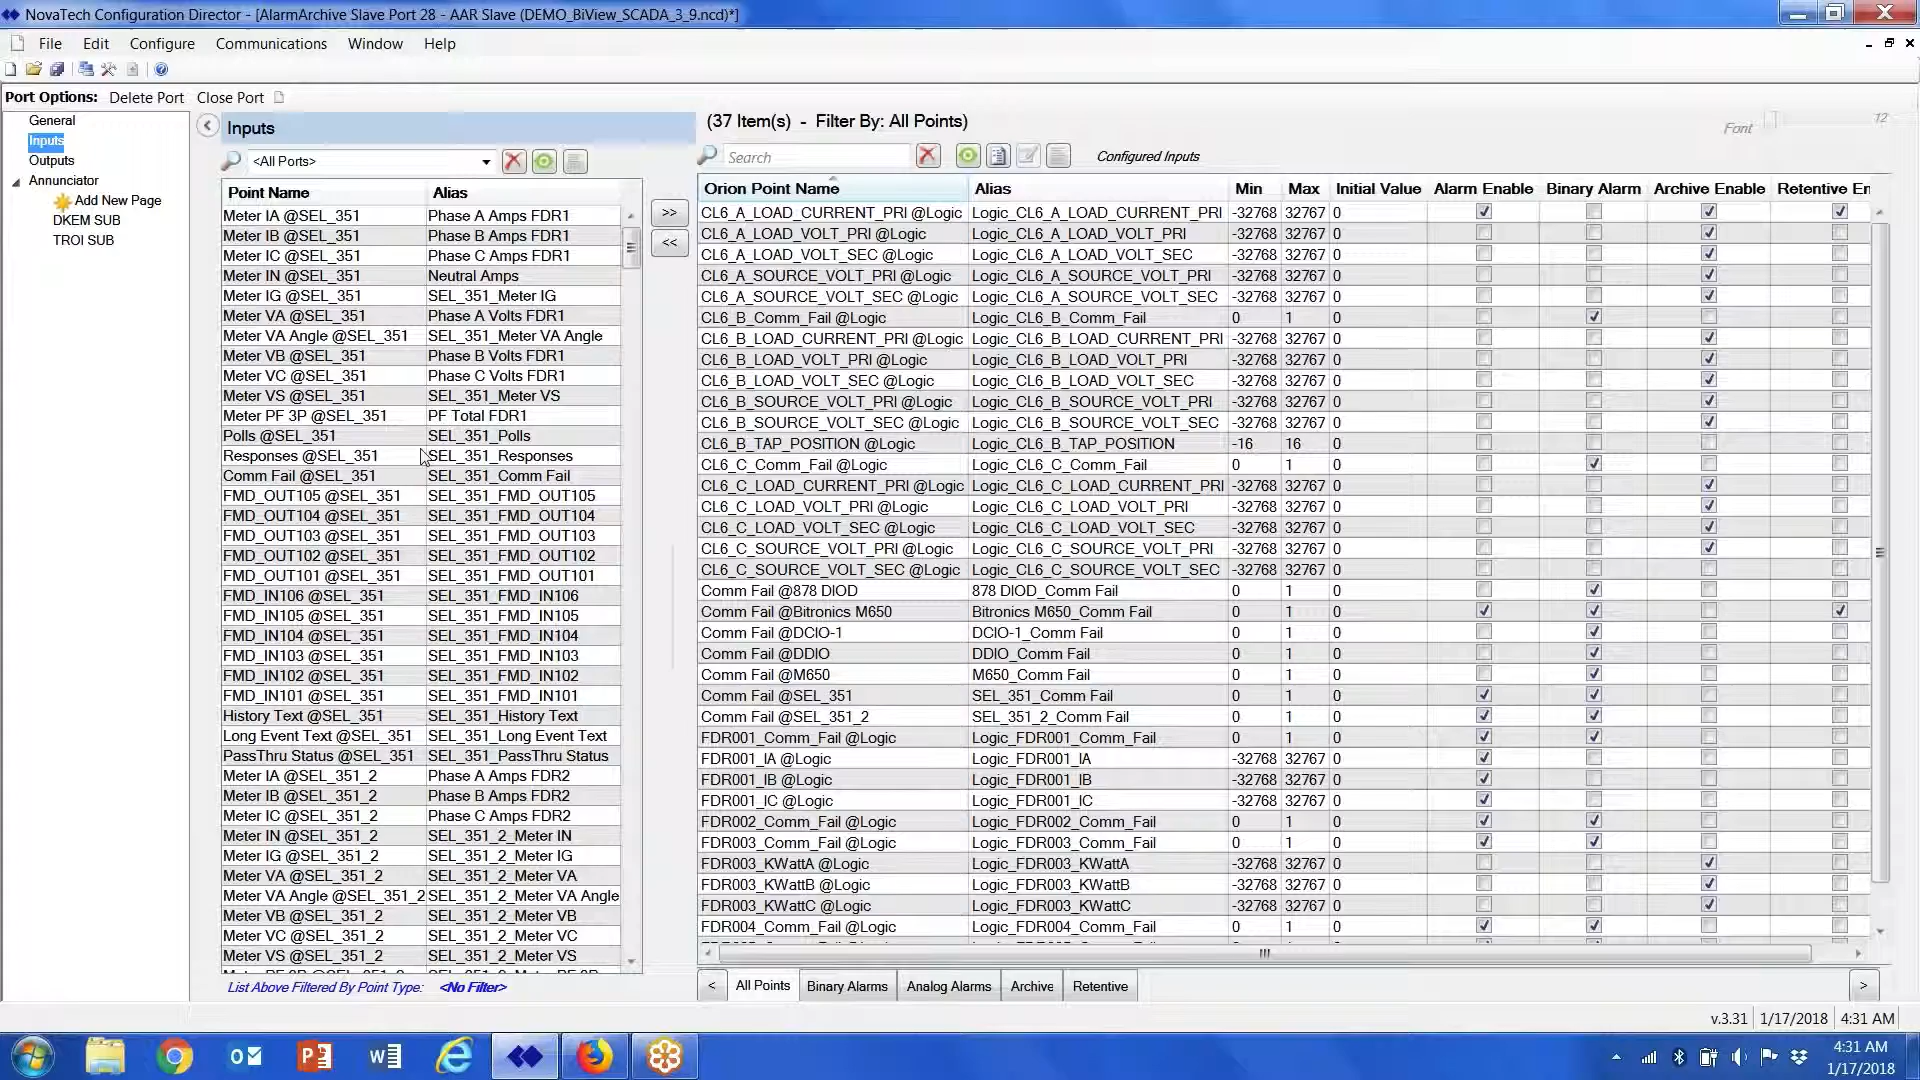 NovaTech Configuration Director - [AlarmArchive Slave Port 28 - AAR Slave (DEMO_BiView_SCADA_3_9.ncd)*]
File Edit Configure Communications Window Help
Port Options: Delete Port Close Port
General
Inputs
Outputs
Annunciator
Add New Page
DKEM SUB
TROI SUB
Inputs
<All Ports>
Point Name Alias
Meter IA @SEL_351 Phase A Amps FDR1
Meter IB @SEL_351 Phase B Amps FDR1
Meter IC @SEL_351 Phase C Amps FDR1
Meter IN @SEL_351 Neutral Amps
Meter IG @SEL_351 SEL_351_Meter IG
Meter VA @SEL_351 Phase A Volts FDR1
Meter VA Angle @SEL_351 SEL_351_Meter VA Angle
Meter VB @SEL_351 Phase B Volts FDR1
Meter VC @SEL_351 Phase C Volts FDR1
Meter VS @SEL_351 SEL_351_Meter VS
Meter PF 3P @SEL_351 PF Total FDR1
Polls @SEL_351 SEL_351_Polls
Responses @SEL_351 SEL_351_Responses
Comm Fail @SEL_351 SEL_351_Comm Fail
FMD_OUT105 @SEL_351 SEL_351_FMD_OUT105
FMD_OUT104 @SEL_351 SEL_351_FMD_OUT104
FMD_OUT103 @SEL_351 SEL_351_FMD_OUT103
FMD_OUT102 @SEL_351 SEL_351_FMD_OUT102
FMD_OUT101 @SEL_351 SEL_351_FMD_OUT101
FMD_IN106 @SEL_351 SEL_351_FMD_IN106
FMD_IN105 @SEL_351 SEL_351_FMD_IN105
FMD_IN104 @SEL_351 SEL_351_FMD_IN104
FMD_IN103 @SEL_351 SEL_351_FMD_IN103
FMD_IN102 @SEL_351 SEL_351_FMD_IN102
FMD_IN101 @SEL_351 SEL_351_FMD_IN101
History Text @SEL_351 SEL_351_History Text
Long Event Text @SEL_351 SEL_351_Long Event Text
PassThru Status @SEL_351 SEL_351_PassThru Status
Meter IA @SEL_351_2 Phase A Amps FDR2
Meter IB @SEL_351_2 Phase B Amps FDR2
Meter IC @SEL_351_2 Phase C Amps FDR2
Meter IN @SEL_351_2 SEL_351_2_Meter IN
Meter IG @SEL_351_2 SEL_351_2_Meter IG
Meter VA @SEL_351_2 SEL_351_2_Meter VA
Meter VA Angle @SEL_351_2 SEL_351_2_Meter VA Angle
Meter VB @SEL_351_2 SEL_351_2_Meter VB
Meter VC @SEL_351_2 SEL_351_2_Meter VC
Meter VS @SEL_351_2 SEL_351_2_Meter VS
List Above Filtered By Point Type: <No Filter>
>>
<<
(37 Item(s) - Filter By: All Points)
Font 12
Search Configured Inputs
Orion Point Name Alias Min Max Initial Value Alarm Enable Binary Alarm Archive Enable Retentive En
CL6_A_LOAD_CURRENT_PRI @Logic Logic_CL6_A_LOAD_CURRENT_PRI -32768 32767 0
CL6_A_LOAD_VOLT_PRI @Logic Logic_CL6_A_LOAD_VOLT_PRI -32768 32767 0
CL6_A_LOAD_VOLT_SEC @Logic Logic_CL6_A_LOAD_VOLT_SEC -32768 32767 0
CL6_A_SOURCE_VOLT_PRI @Logic Logic_CL6_A_SOURCE_VOLT_PRI -32768 32767 0
CL6_A_SOURCE_VOLT_SEC @Logic Logic_CL6_A_SOURCE_VOLT_SEC -32768 32767 0
CL6_B_Comm_Fail @Logic Logic_CL6_B_Comm_Fail 0 1 0
CL6_B_LOAD_CURRENT_PRI @Logic Logic_CL6_B_LOAD_CURRENT_PRI -32768 32767 0
CL6_B_LOAD_VOLT_PRI @Logic Logic_CL6_B_LOAD_VOLT_PRI -32768 32767 0
CL6_B_LOAD_VOLT_SEC @Logic Logic_CL6_B_LOAD_VOLT_SEC -32768 32767 0
CL6_B_SOURCE_VOLT_PRI @Logic Logic_CL6_B_SOURCE_VOLT_PRI -32768 32767 0
CL6_B_SOURCE_VOLT_SEC @Logic Logic_CL6_B_SOURCE_VOLT_SEC -32768 32767 0
CL6_B_TAP_POSITION @Logic Logic_CL6_B_TAP_POSITION -16 16 0
CL6_C_Comm_Fail @Logic Logic_CL6_C_Comm_Fail 0 1 0
CL6_C_LOAD_CURRENT_PRI @Logic Logic_CL6_C_LOAD_CURRENT_PRI -32768 32767 0
CL6_C_LOAD_VOLT_PRI @Logic Logic_CL6_C_LOAD_VOLT_PRI -32768 32767 0
CL6_C_LOAD_VOLT_SEC @Logic Logic_CL6_C_LOAD_VOLT_SEC -32768 32767 0
CL6_C_SOURCE_VOLT_PRI @Logic Logic_CL6_C_SOURCE_VOLT_PRI -32768 32767 0
CL6_C_SOURCE_VOLT_SEC @Logic Logic_CL6_C_SOURCE_VOLT_SEC -32768 32767 0
Comm Fail @878 DIOD 878 DIOD_Comm Fail 0 1 0
Comm Fail @Bitronics M650 Bitronics M650_Comm Fail 0 1 0
Comm Fail @DCIO-1 DCIO-1_Comm Fail 0 1 0
Comm Fail @DDIO DDIO_Comm Fail 0 1 0
Comm Fail @M650 M650_Comm Fail 0 1 0
Comm Fail @SEL_351 SEL_351_Comm Fail 0 1 0
Comm Fail @SEL_351_2 SEL_351_2_Comm Fail 0 1 0
FDR001_Comm_Fail @Logic Logic_FDR001_Comm_Fail 0 1 0
FDR001_IA @Logic Logic_FDR001_IA -32768 32767 0
FDR001_IB @Logic Logic_FDR001_IB -32768 32767 0
FDR001_IC @Logic Logic_FDR001_IC -32768 32767 0
FDR002_Comm_Fail @Logic Logic_FDR002_Comm_Fail 0 1 0
FDR003_Comm_Fail @Logic Logic_FDR003_Comm_Fail 0 1 0
FDR003_KWattA @Logic Logic_FDR003_KWattA -32768 32767 0
FDR003_KWattB @Logic Logic_FDR003_KWattB -32768 32767 0
FDR003_KWattC @Logic Logic_FDR003_KWattC -32768 32767 0
FDR004_Comm_Fail @Logic Logic_FDR004_Comm_Fail 0 1 0
< All Points Binary Alarms Analog Alarms Archive Retentive >
v.3.31 1/17/2018 4:31 AM
4:31 AM
1/17/2018